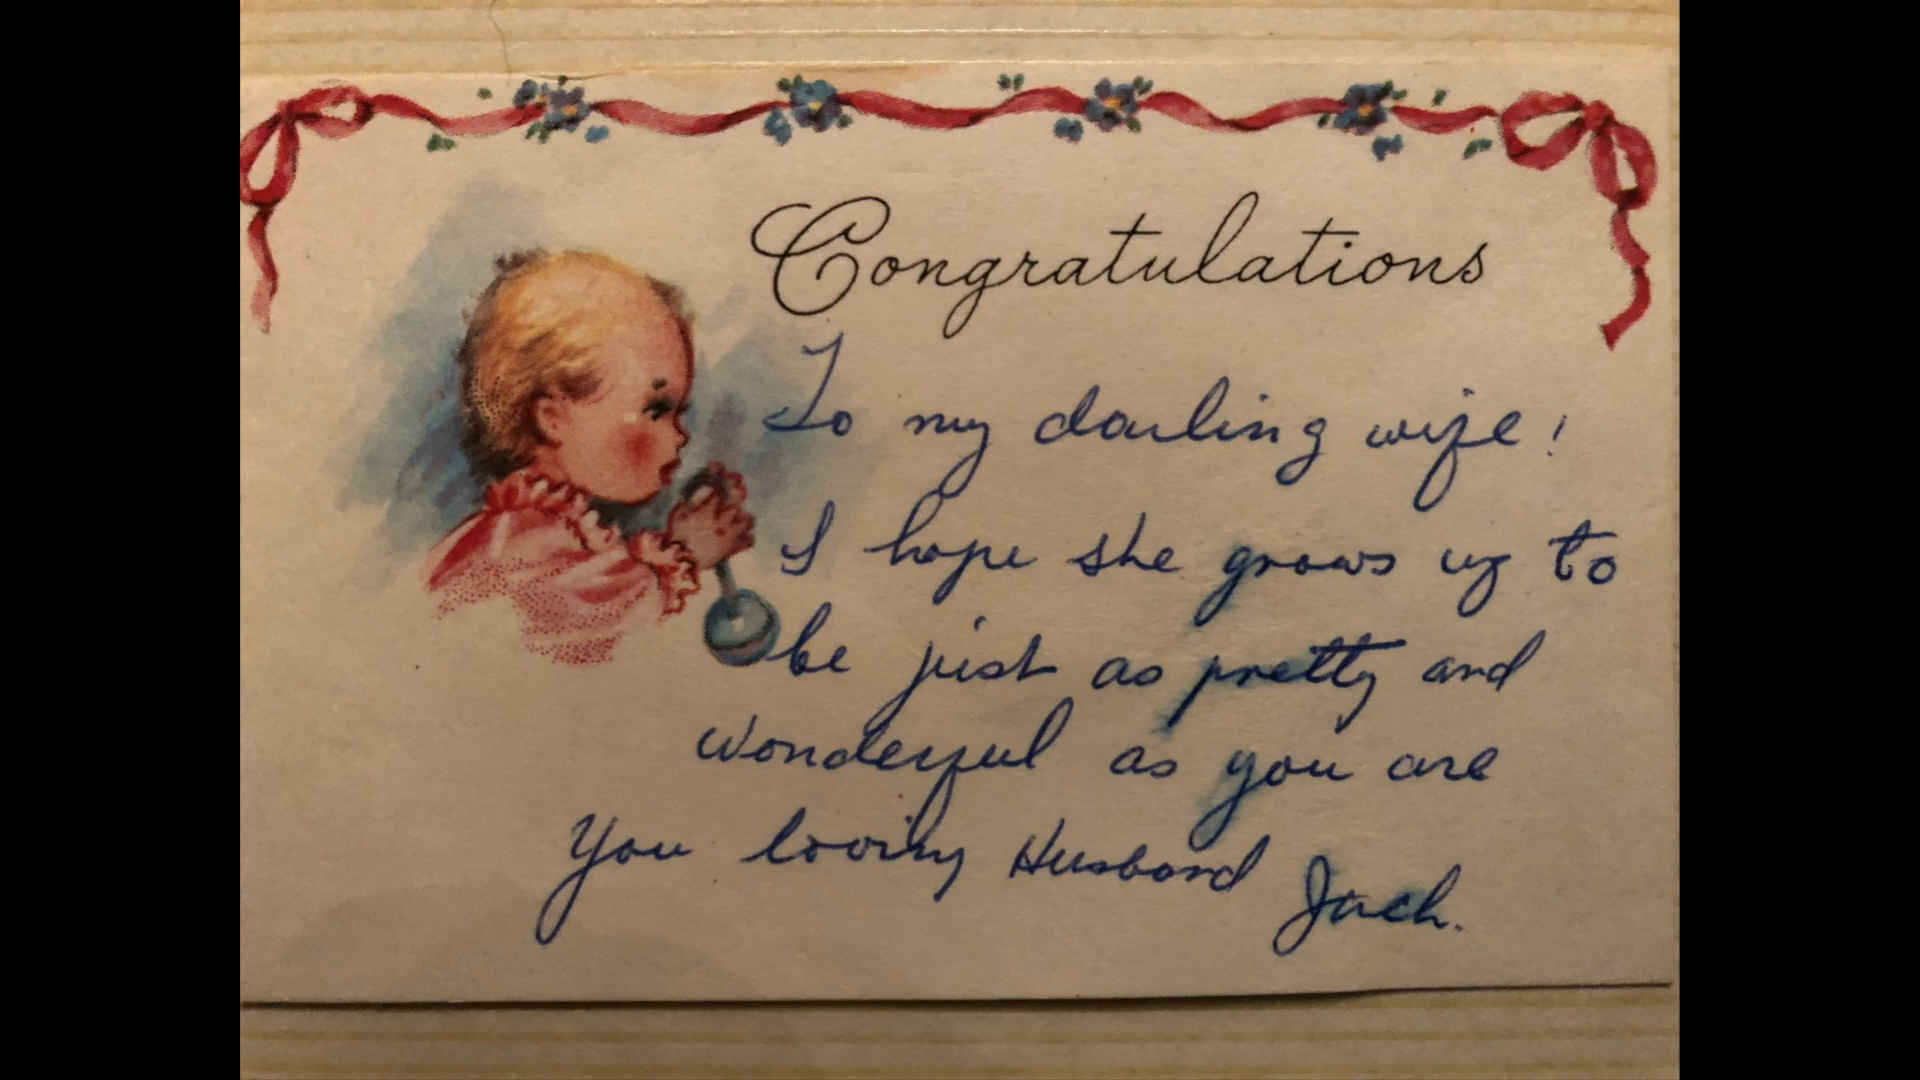 Congratulations
To my darling wife!
I hope she grows up to
be just as pretty and
wonderful as you are
You loving Husband
Jack.